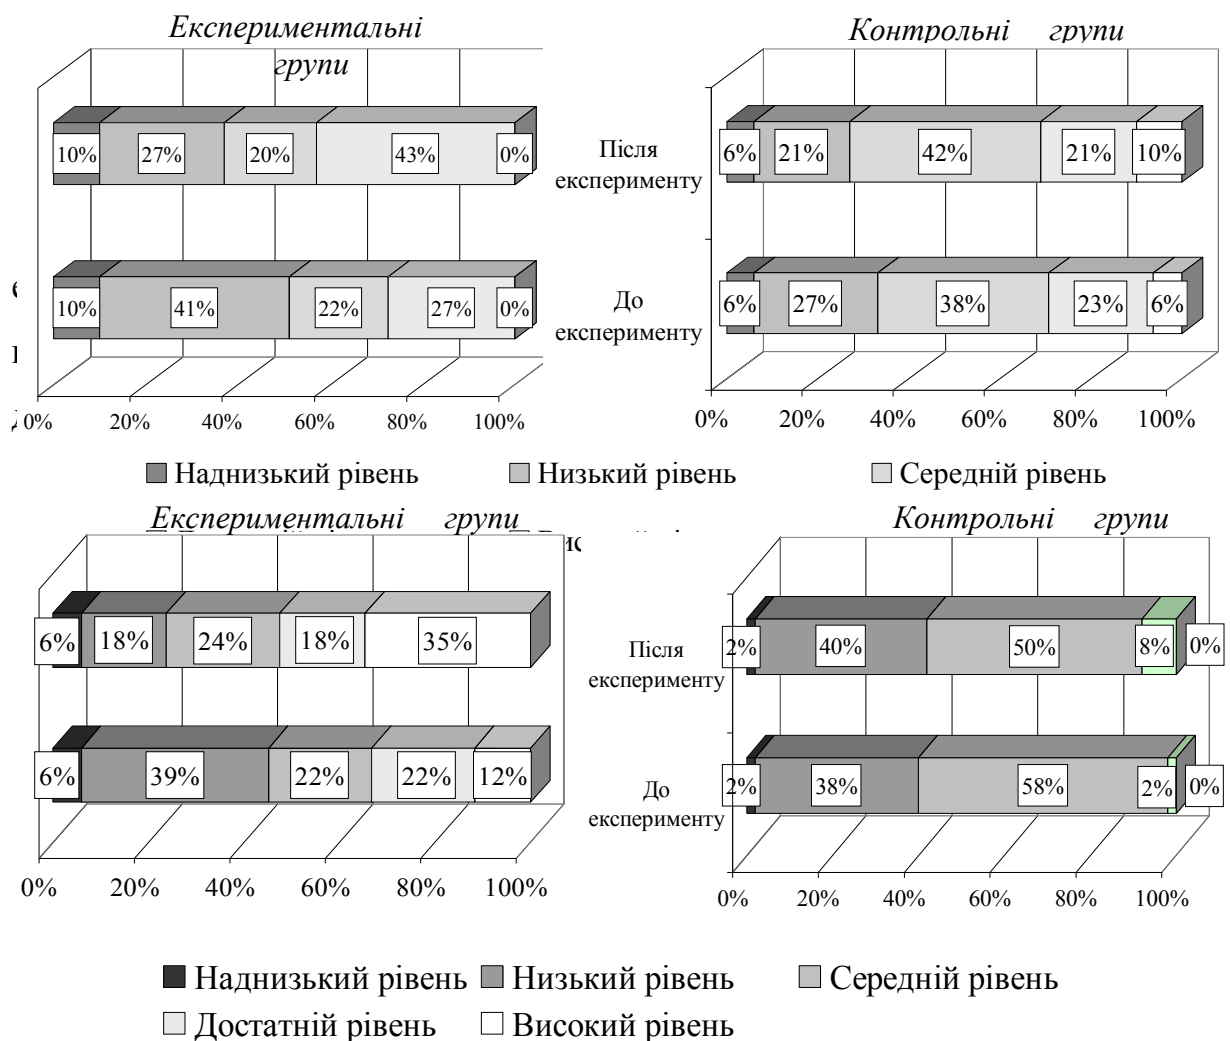 Експериментальні
групи
Контрольні групи
10% 27% 20% 43% 0%
Після
експерименту
6% 21% 42% 21% 10%
10% 41% 22% 27% 0%
До
експерименту
6% 27% 38% 23% 6%
0% 20% 40% 60% 80% 100%
0% 20% 40% 60% 80% 100%
Наднизький рівень Низький рівень Середній рівень
Експериментальні групи
Контрольні групи
6% 18% 24% 18% 35%
Після
експерименту
2% 40% 50% 8% 0%
6% 39% 22% 22% 12%
До
експерименту
2% 38% 58% 2% 0%
0% 20% 40% 60% 80% 100%
0% 20% 40% 60% 80% 100%
Наднизький рівень Низький рівень Середній рівень
Достатній рівень Високий рівень